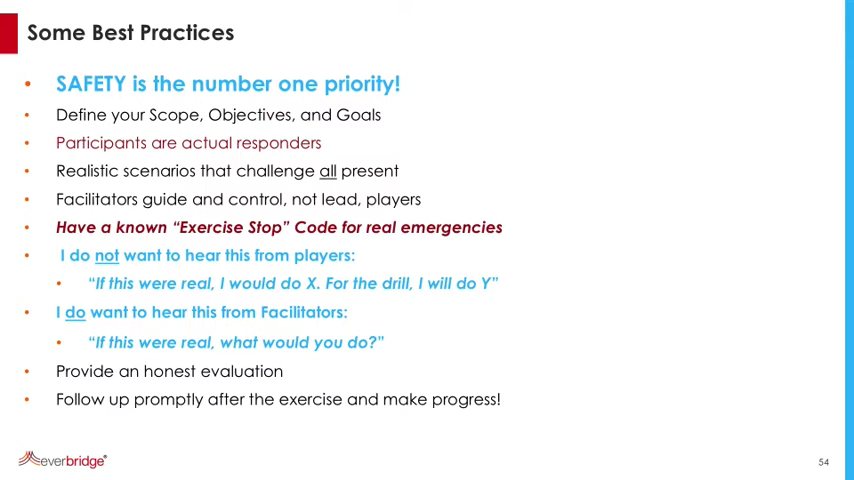 Some Best Practices
• SAFETY is the number one priority!
• Define your Scope, Objectives, and Goals
• Participants are actual responders
• Realistic scenarios that challenge all present
• Facilitators guide and control, not lead, players
• Have a known “Exercise Stop” Code for real emergencies
• I do not want to hear this from players:
• “If this were real, I would do X. For the drill, I will do Y”
• I do want to hear this from Facilitators:
• “If this were real, what would you do?”
• Provide an honest evaluation
• Follow up promptly after the exercise and make progress!
everbridge®
54